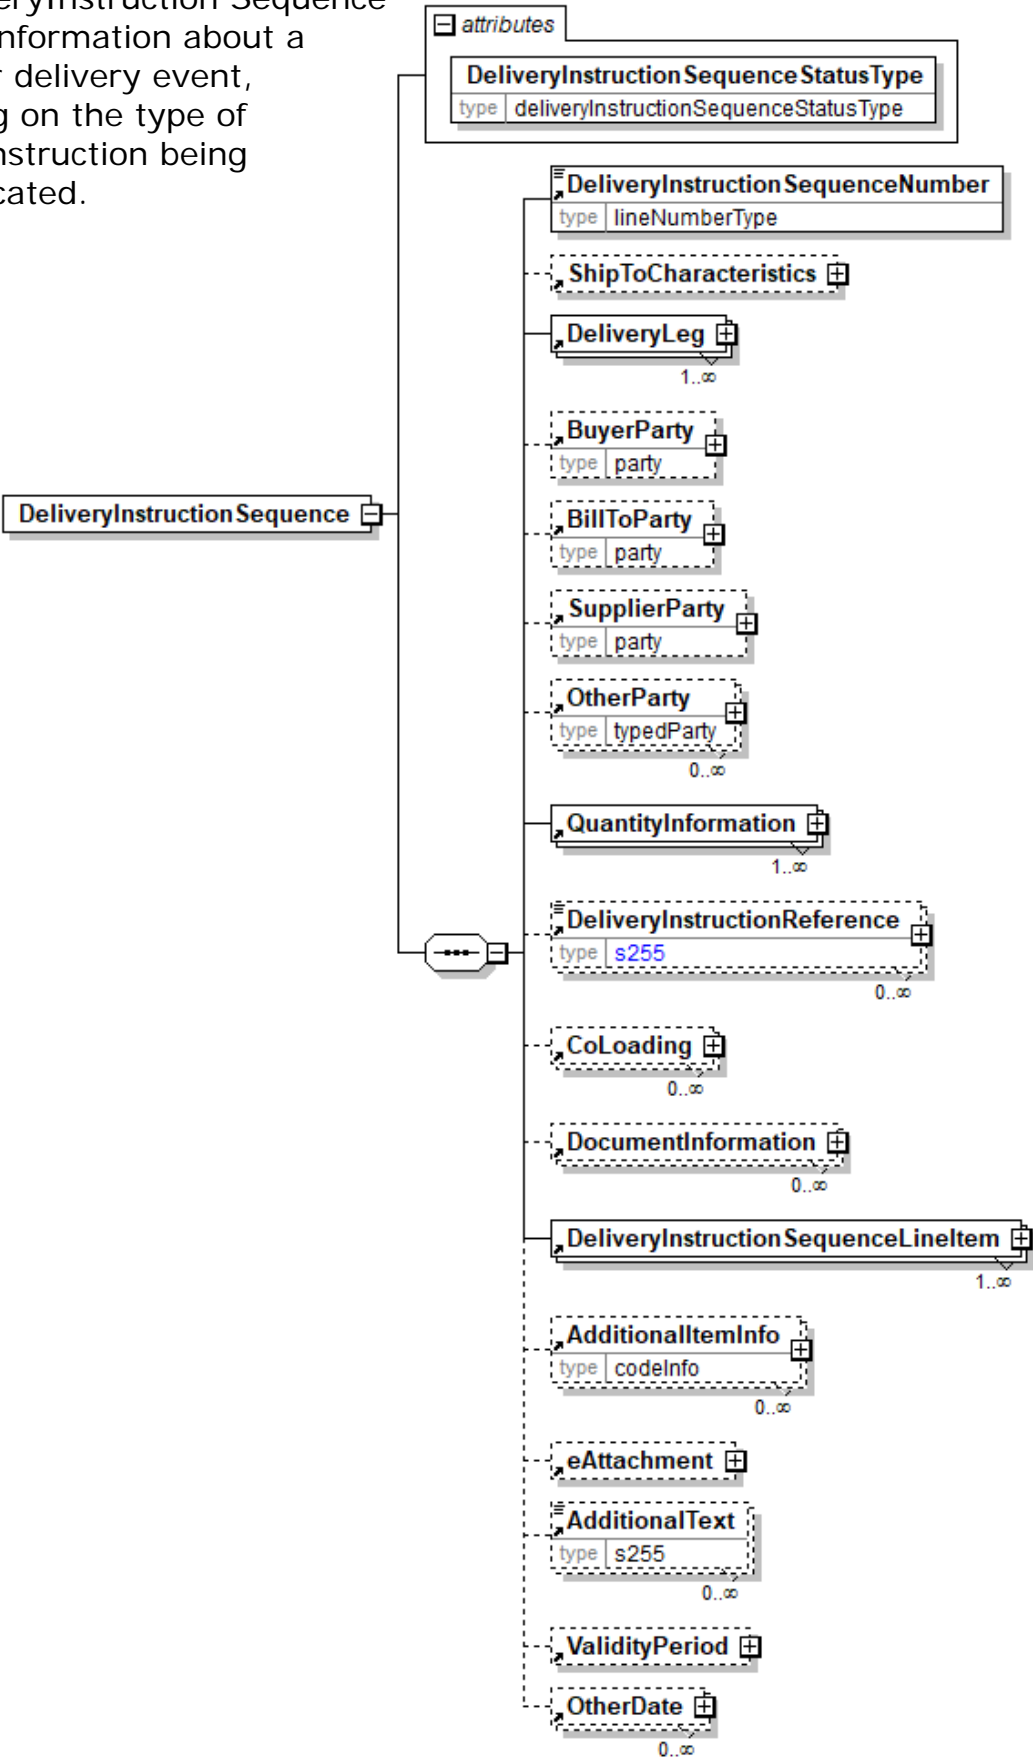 Sequence
nformation about a
delivery event,
on the type of
nstruction being
cated.
attributes
DeliveryInstructionSequenceStatusType
type deliveryInstructionSequenceStatusType
DeliveryInstructionSequenceNumber
type lineNumberType
ShipToCharacteristics
DeliveryLeg
1..∞
BuyerParty
type party
DeliveryInstructionSequence
BillToParty
type party
SupplierParty
type party
OtherParty
type typedParty
0..∞
QuantityInformation
1..∞
DeliveryInstructionReference
type s255
0..∞
CoLoading
0..∞
DocumentInformation
0..∞
DeliveryInstructionSequenceLineItem
1..∞
AdditionalItemInfo
type codeInfo
0..∞
eAttachment
AdditionalText
type s255
0..∞
ValidityPeriod
OtherDate
0..∞